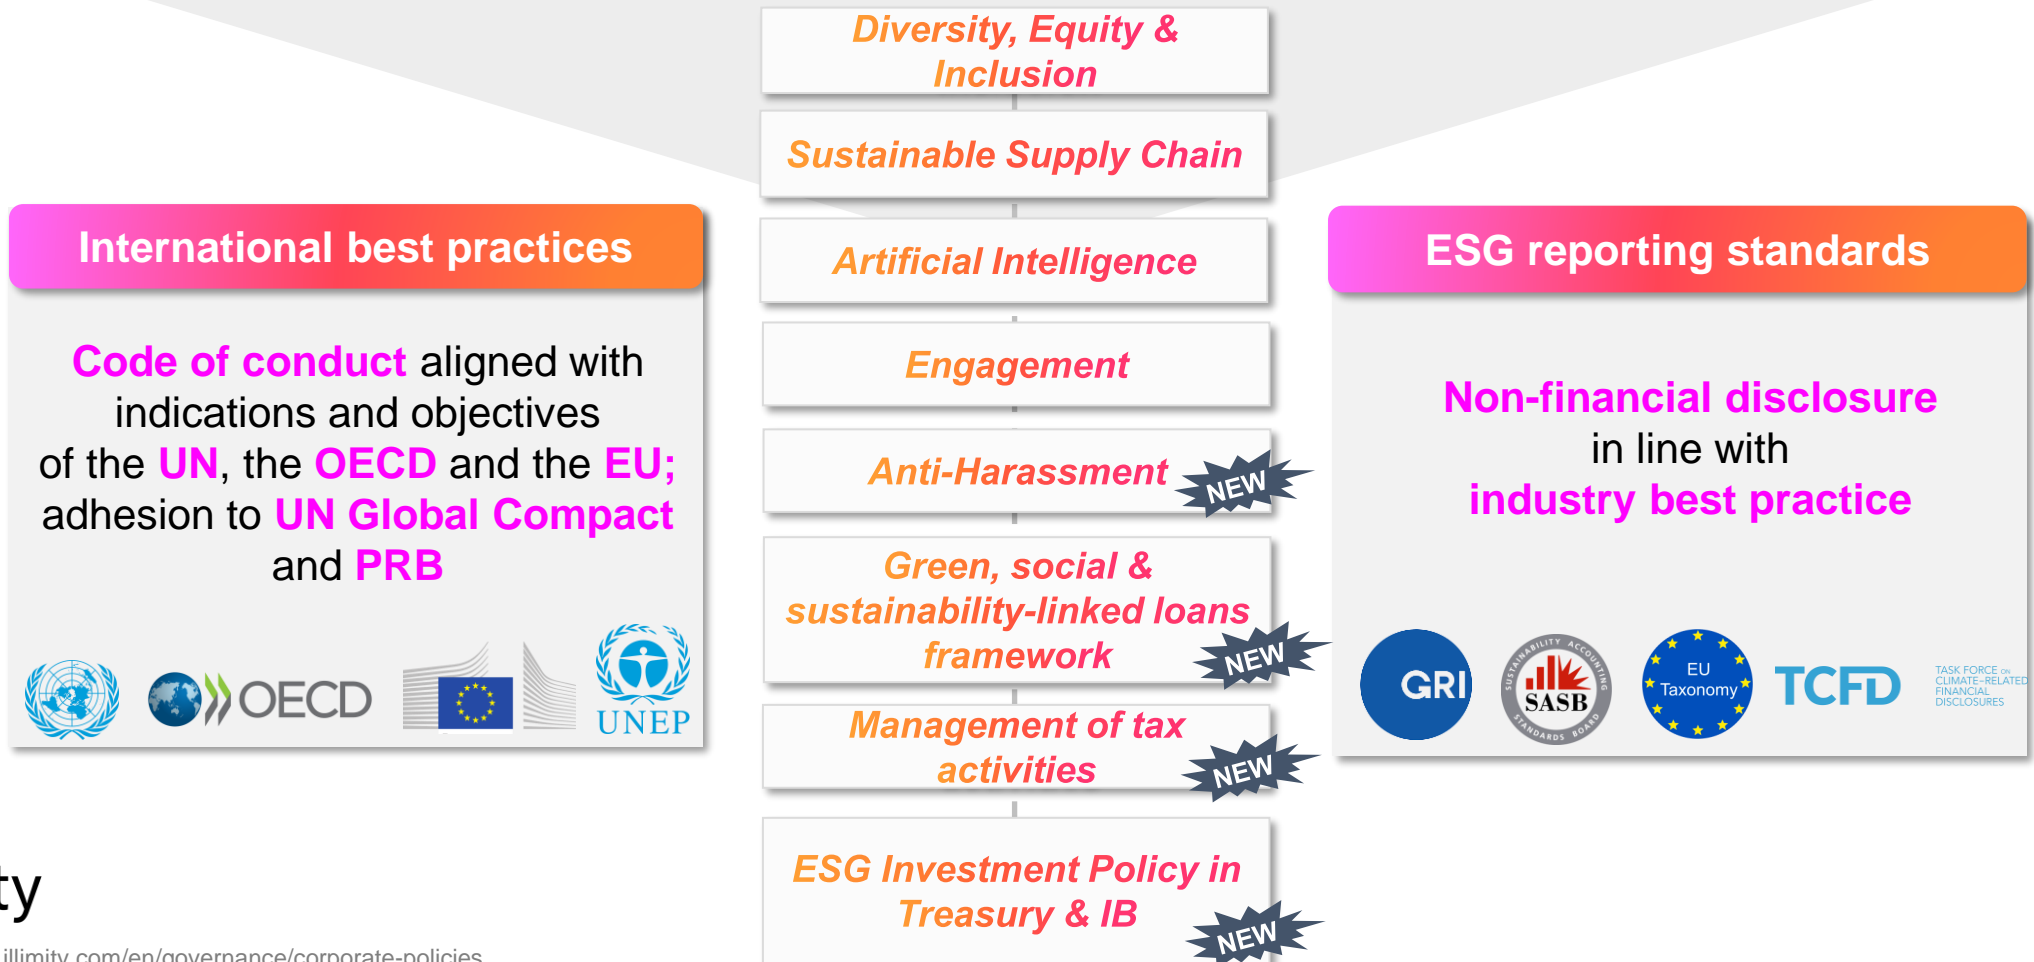 Diversity, Equity &
Inclusion
Sustainable Supply Chain
Artificial Intelligence
Engagement
Anti-Harassment
NEW
Green, social &
sustainability-linked loans
framework
NEW
Management of tax
activities
NEW
ESG Investment Policy in
Treasury & IB
NEW
International best practices
Code of conduct aligned with
indications and objectives
of the UN, the OECD and the EU;
adhesion to UN Global Compact
and PRB
OECD
UNEP
ESG reporting standards
Non-financial disclosure
in line with
industry best practice
GRI
SUSTAINABILITY ACCOUNTING
SASB
STANDARDS BOARD
EU
Taxonomy
TCFD
TASK FORCE ON
CLIMATE-RELATED
FINANCIAL
DISCLOSURES
ty
illimity.com/en/governance/corporate-policies